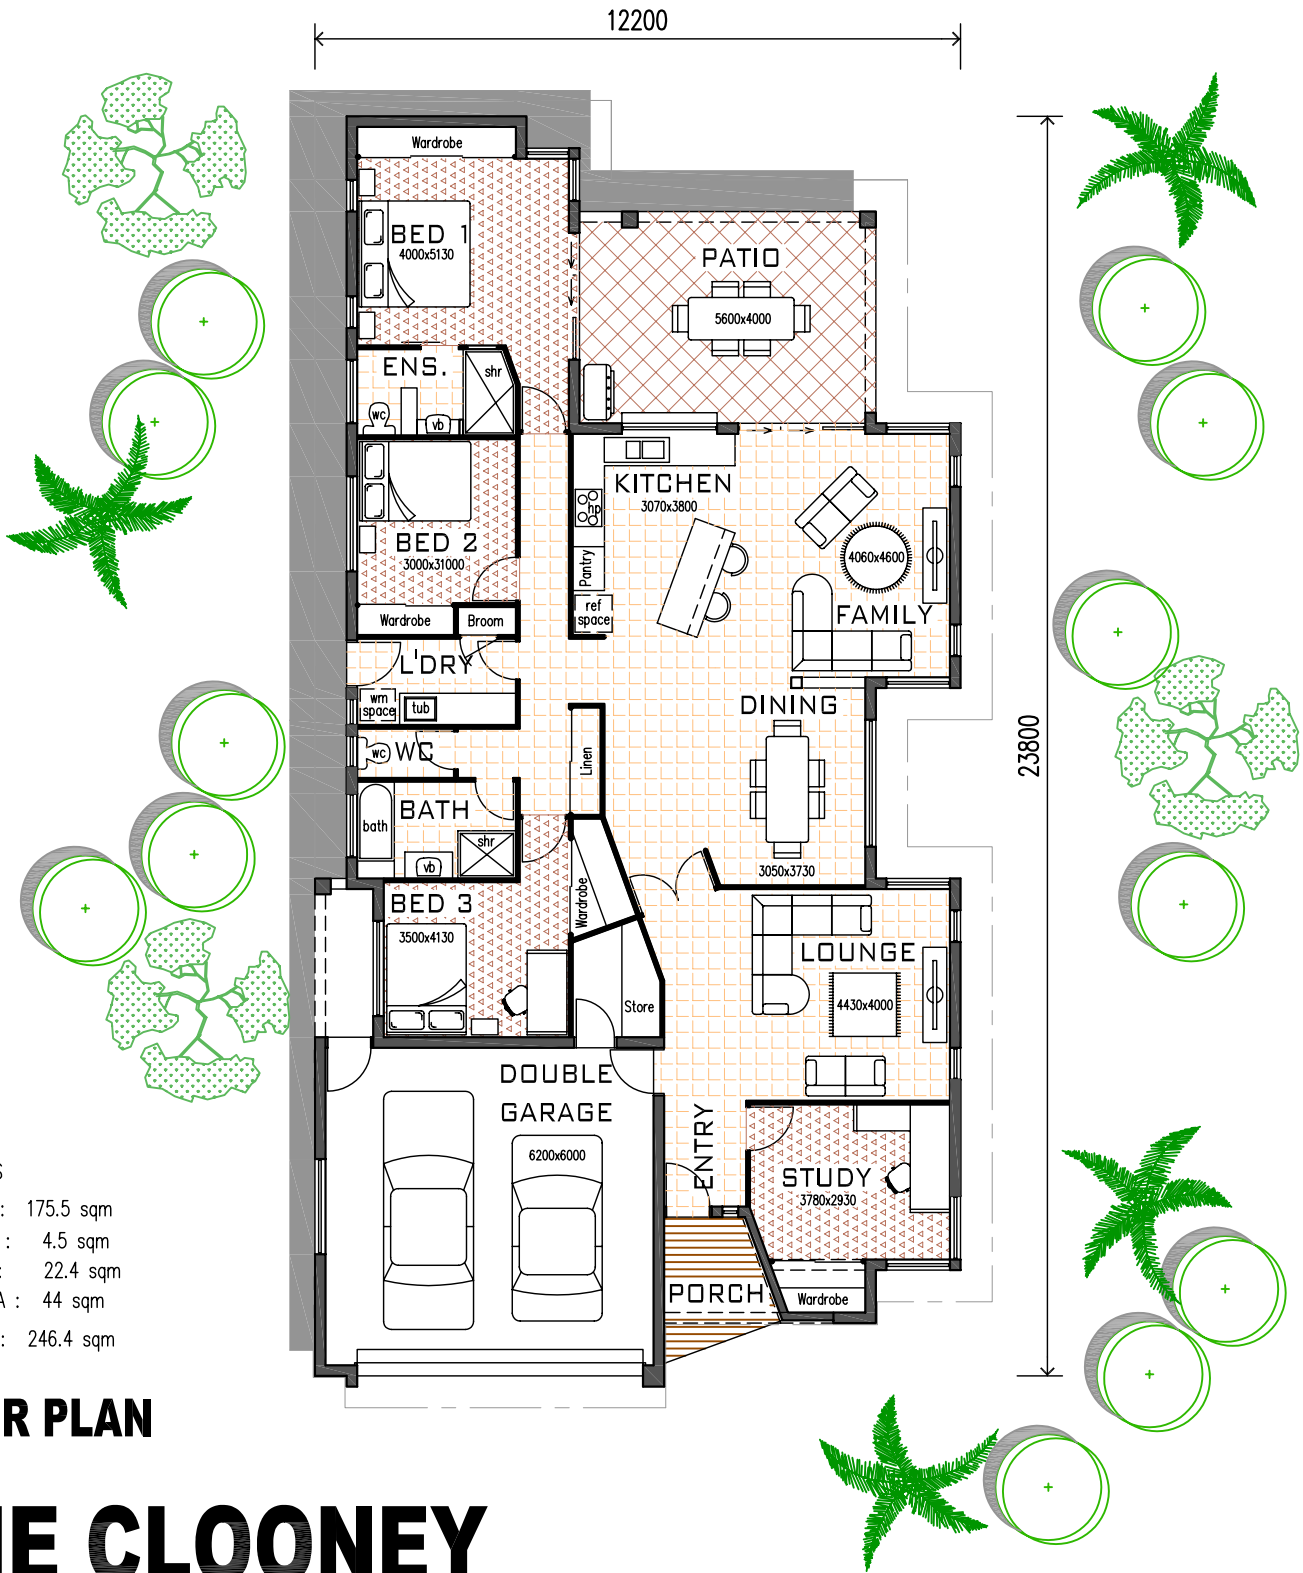 12200
23800
Wardrobe
BED 1
4000x5130
PATIO
5600x4000
ENS.
shr
wc
vb
KITCHEN
3070x3800
hp
Pantry
ref
space
BED 2
3000x31000
Wardrobe
Broom
4060x4600
FAMILY
L'DRY
wm
space
tub
DINING
3050x3730
wc
WC
Linen
BATH
bath
shr
vb
BED 3
3500x4130
Wardrobe
Store
LOUNGE
4430x4000
DOUBLE
GARAGE
6200x6000
ENTRY
STUDY
3780x2930
PORCH
Wardrobe
S
: 175.5 sqm
: 4.5 sqm
: 22.4 sqm
A : 44 sqm
: 246.4 sqm
R PLAN
HE CLOONEY